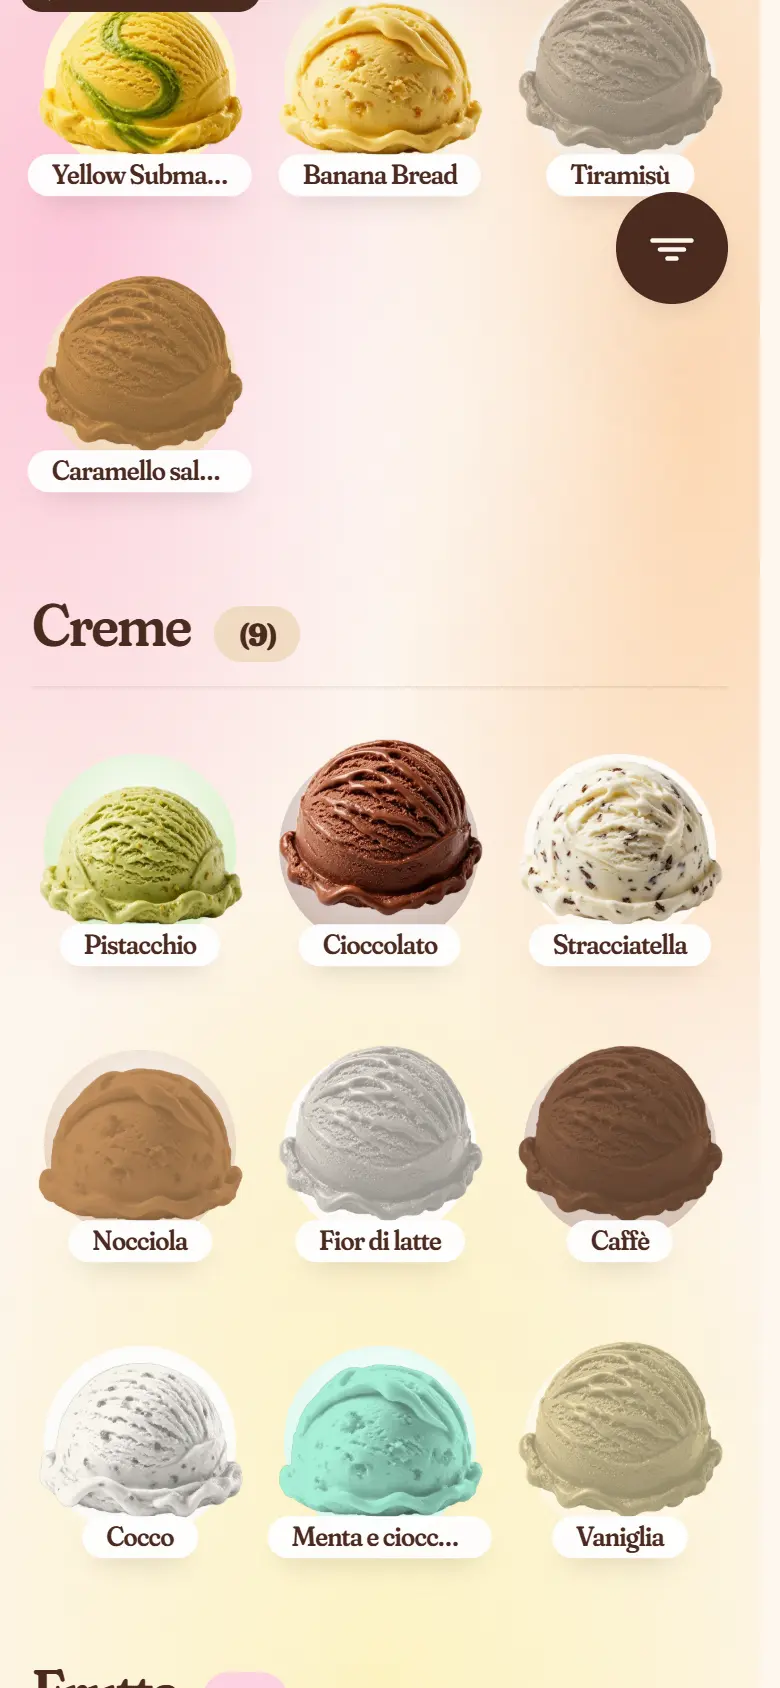 Yellow Subma...
Banana Bread
Tiramisù
Caramello sal...
Creme (9)
Pistacchio
Cioccolato
Stracciatella
Nocciola
Fior di latte
Caffè
Cocco
Menta e ciocc...
Vaniglia